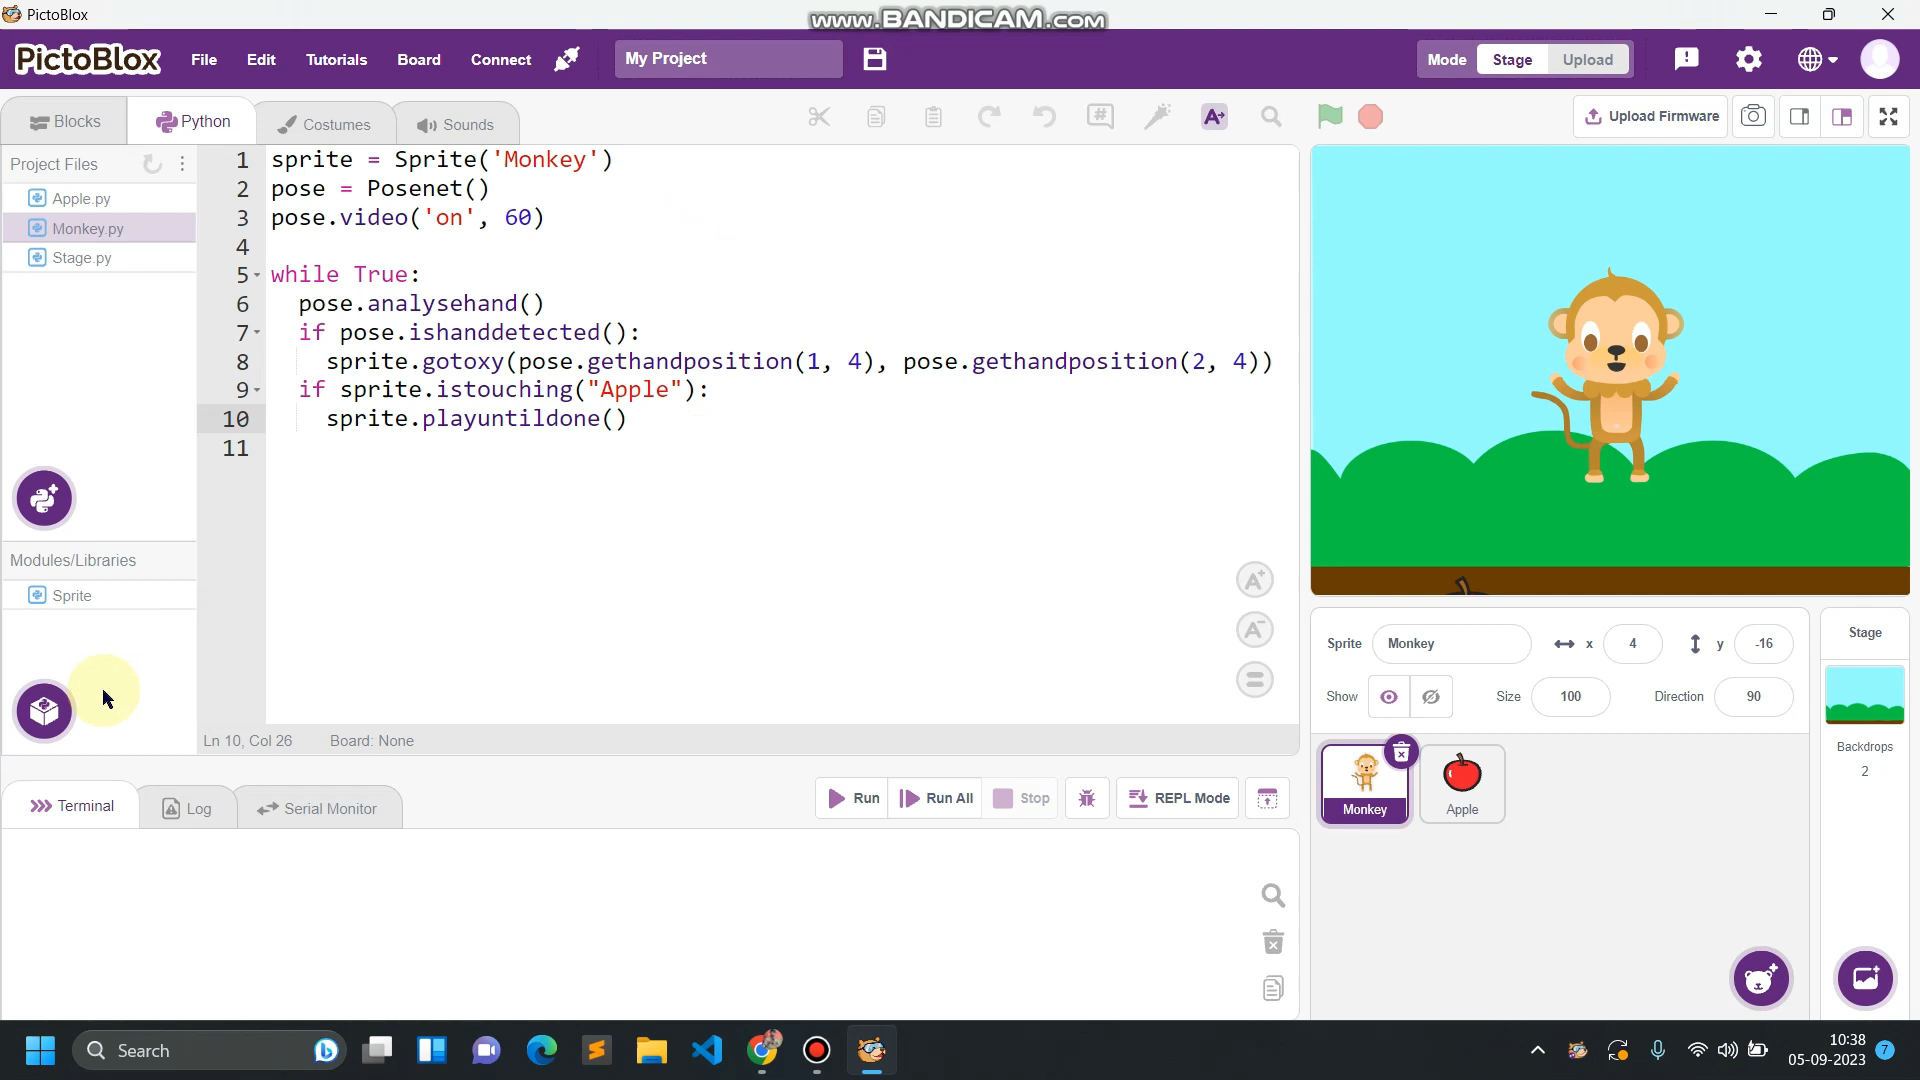 PictoBlox
www.BANDICAM.com
PictoBlox
File
Edit
Tutorials
Board
Connect
My Project
Mode
Stage
Upload
Blocks
Python
Costumes
Sounds
Upload Firmware
Project Files
Apple.py
Monkey.py
Stage.py
1 sprite = Sprite('Monkey')
2 pose = Posenet()
3 pose.video('on', 60)
4
5 while True:
6 pose.analysehand()
7 if pose.ishanddetected():
8 sprite.gotoxy(pose.gethandposition(1, 4), pose.gethandposition(2, 4))
9 if sprite.istouching("Apple"):
10 sprite.playuntildone()
11
Modules/Libraries
Sprite
Ln 10, Col 26
Board: None
Sprite
Monkey
x
4
y
-16
Show
Size
100
Direction
90
Monkey
Apple
Stage
Backdrops
2
Terminal
Log
Serial Monitor
Run
Run All
Stop
REPL Mode
Search
10:38
05-09-2023
7